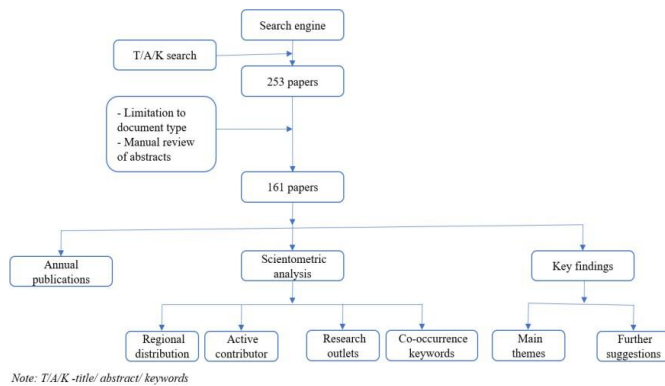 Search engine
T/A/K search
253 papers
- Limitation to
document type
- Manual review
of abstracts
161 papers
Annual
publications
Scientometric
analysis
Key findings
Regional
distribution
Active
contributor
Research
outlets
Co-occurrence
keywords
Main
themes
Further
suggestions
Note: T/A/K -title/ abstract/ keywords